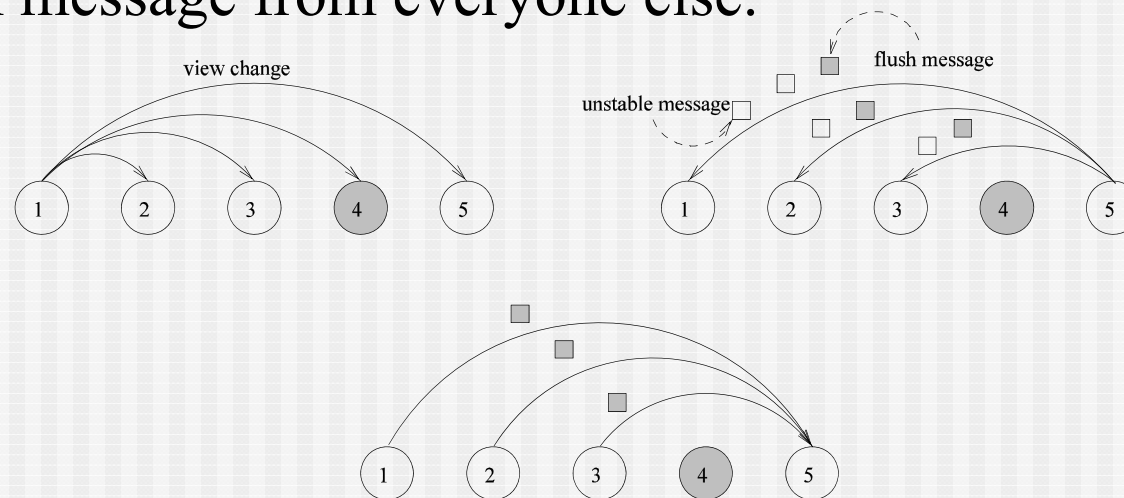 message from everyone else.
view change
flush message
unstable message
1 2 3 4 5
1 2 3 4 5
1 2 3 4 5